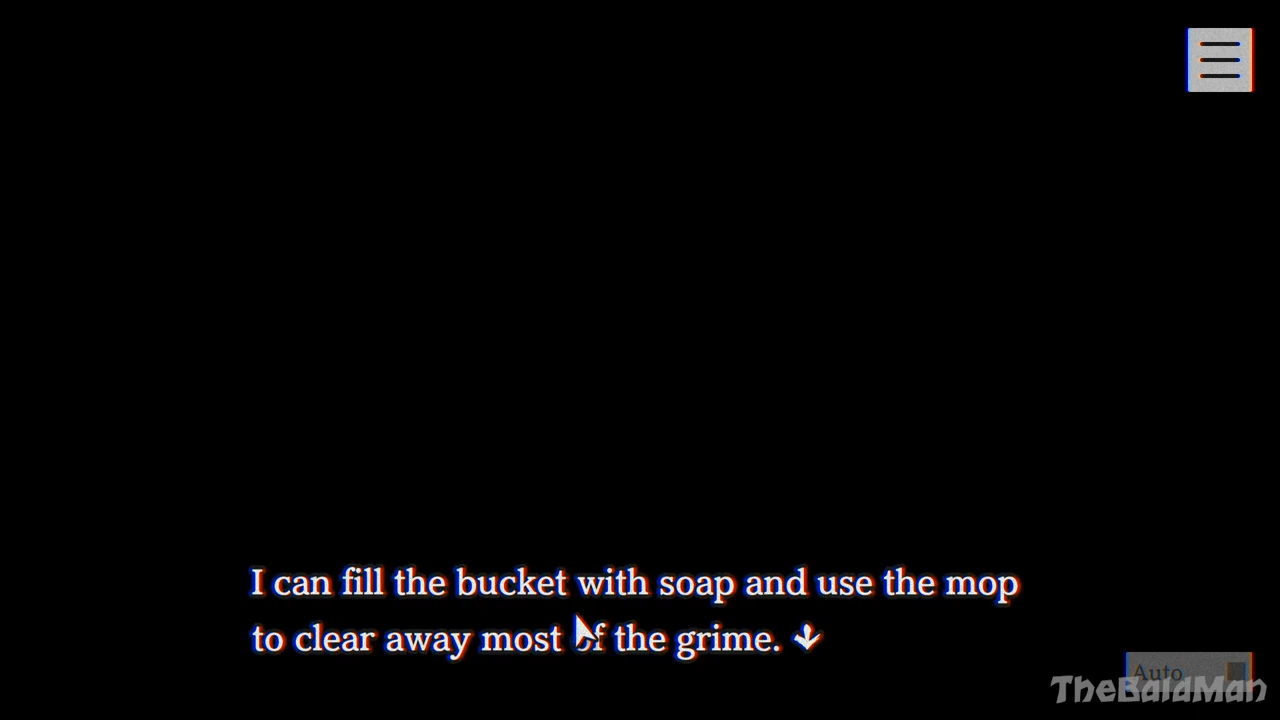 I can fill the bucket with soap and use the mop
to clear away most of the grime.
Auto
TheBaldMan